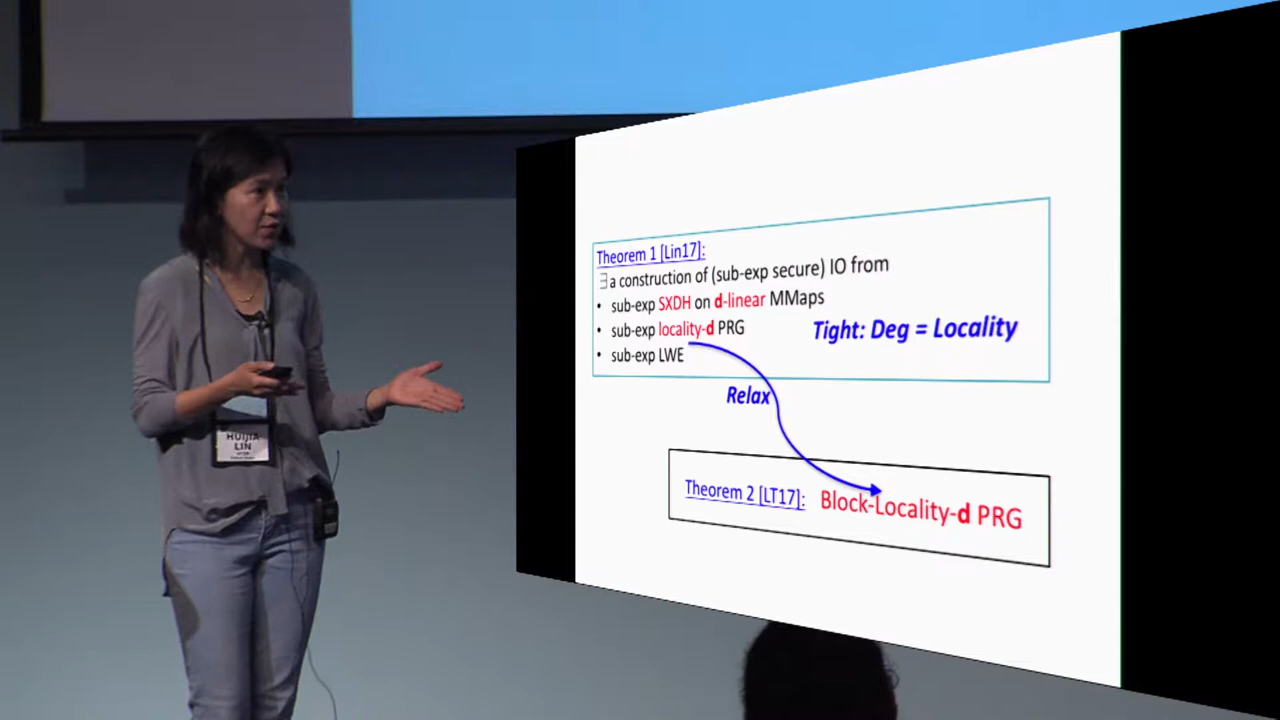 HUIJIA
LIN
Theorem 1 [Lin17]:
∃ a construction of (sub-exp secure) IO from
• sub-exp SXDH on d-linear MMaps
• sub-exp locality-d PRG
• sub-exp LWE
Tight: Deg = Locality
Relax
Theorem 2 [LT17]: Block-Locality-d PRG